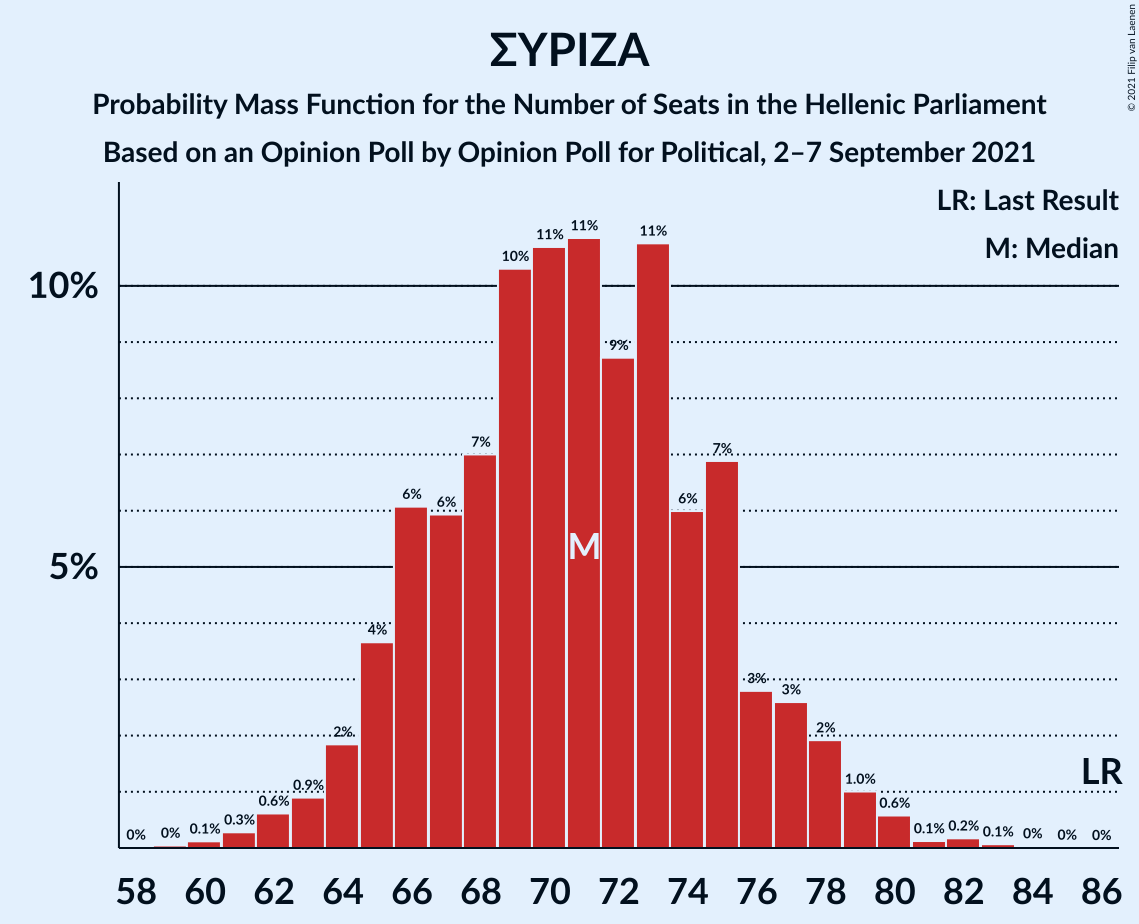 ΣΥΡΙΖΑ
Probability Mass Function for the Number of Seats in the Hellenic Parliament
Based on an Opinion Poll by Opinion Poll for Political, 2–7 September 2021
© 2021 Filip van Laenen
LR: Last Result
M: Median
10%
5%
0% 0% 0.1% 0.3% 0.6% 0.9% 2% 4% 6% 6% 7% 10% 11% 11% 9% 11% 6% 7% 3% 3% 2% 1.0% 0.6% 0.1% 0.2% 0.1% 0% 0% 0%
M
LR
58 60 62 64 66 68 70 72 74 76 78 80 82 84 86